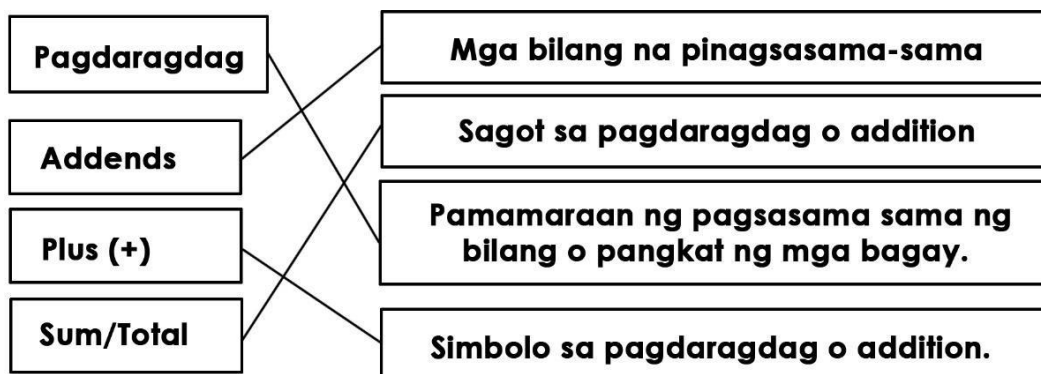 Pagdaragdag
Mga bilang na pinagsasama-sama
Addends
Sagot sa pagdaragdag o addition
Plus (+)
Pamamaraan ng pagsasama sama ng
bilang o pangkat ng mga bagay.
Sum/Total
Simbolo sa pagdaragdag o addition.